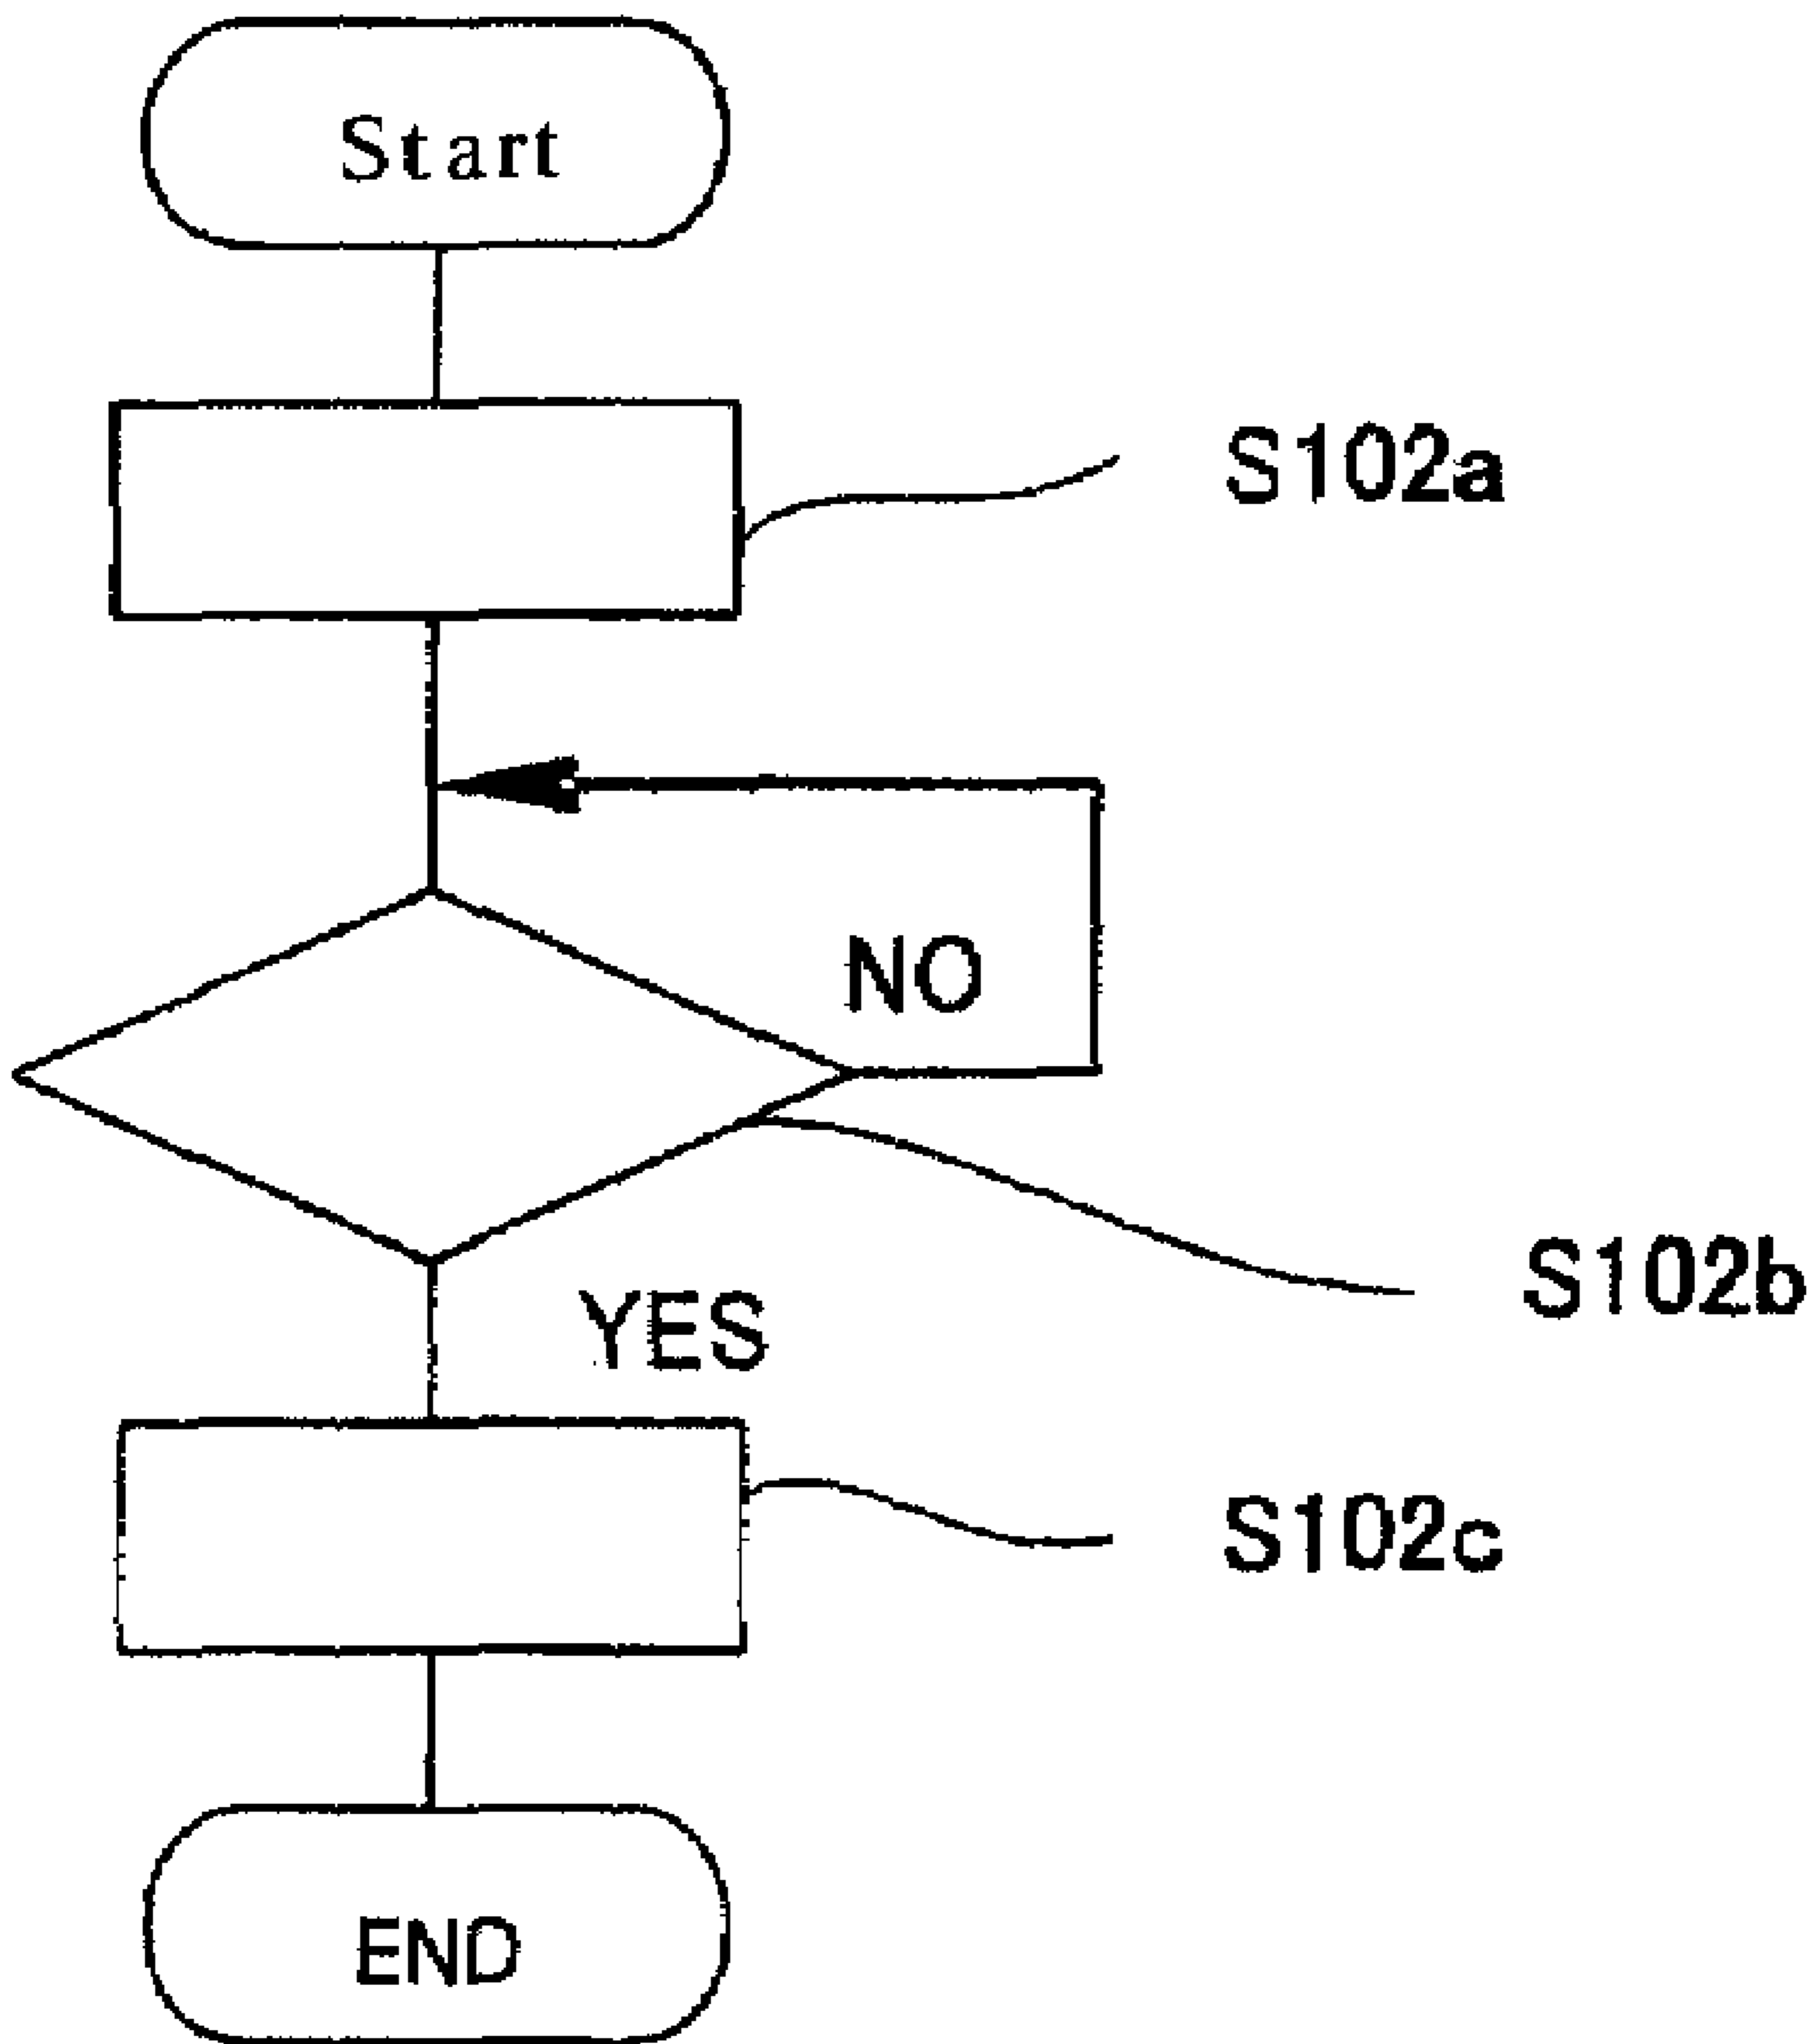 Start
S102a
NO
S102b
YES
S102c
END